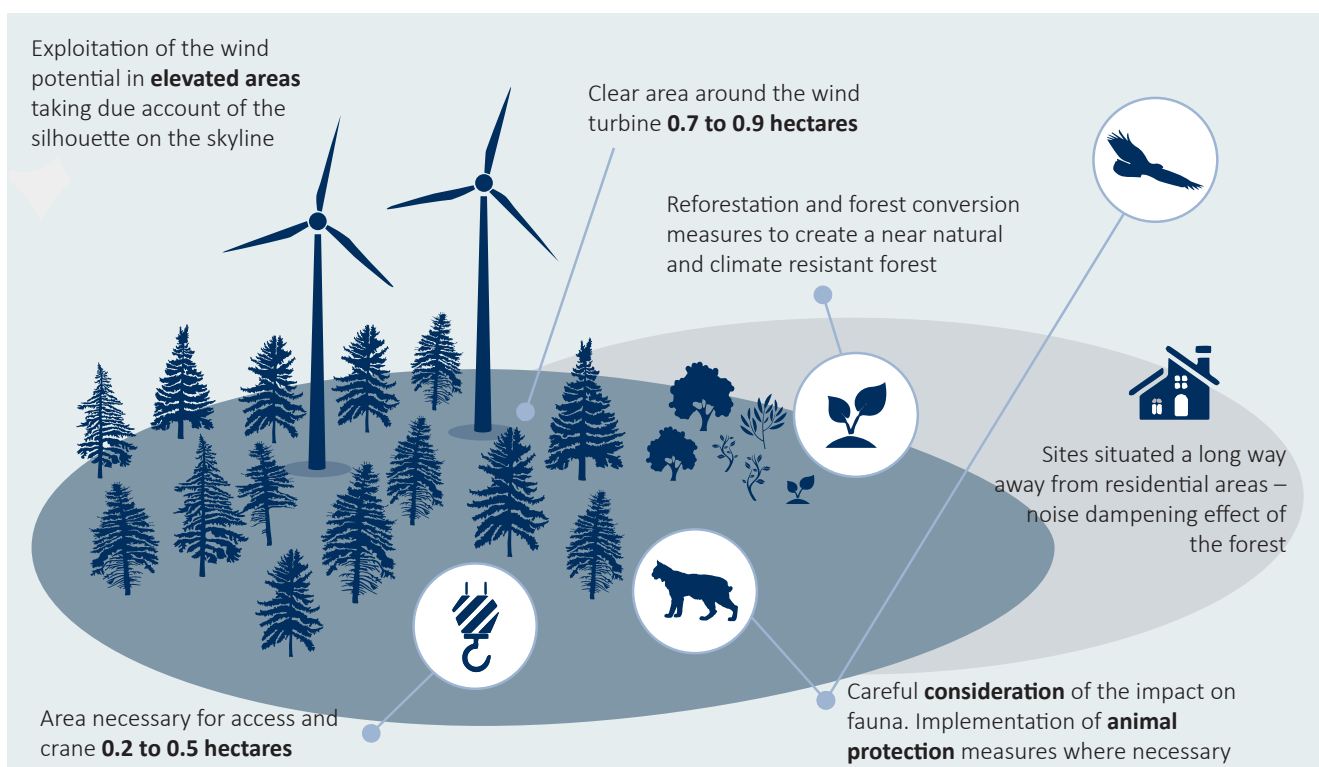 Exploitation of the wind
potential in elevated areas
taking due account of the
silhouette on the skyline
Clear area around the wind
turbine 0.7 to 0.9 hectares
Reforestation and forest conversion
measures to create a near natural
and climate resistant forest
Sites situated a long way
away from residential areas –
noise dampening effect of
the forest
Area necessary for access and
crane 0.2 to 0.5 hectares
Careful consideration of the impact on
fauna. Implementation of animal
protection measures where necessary